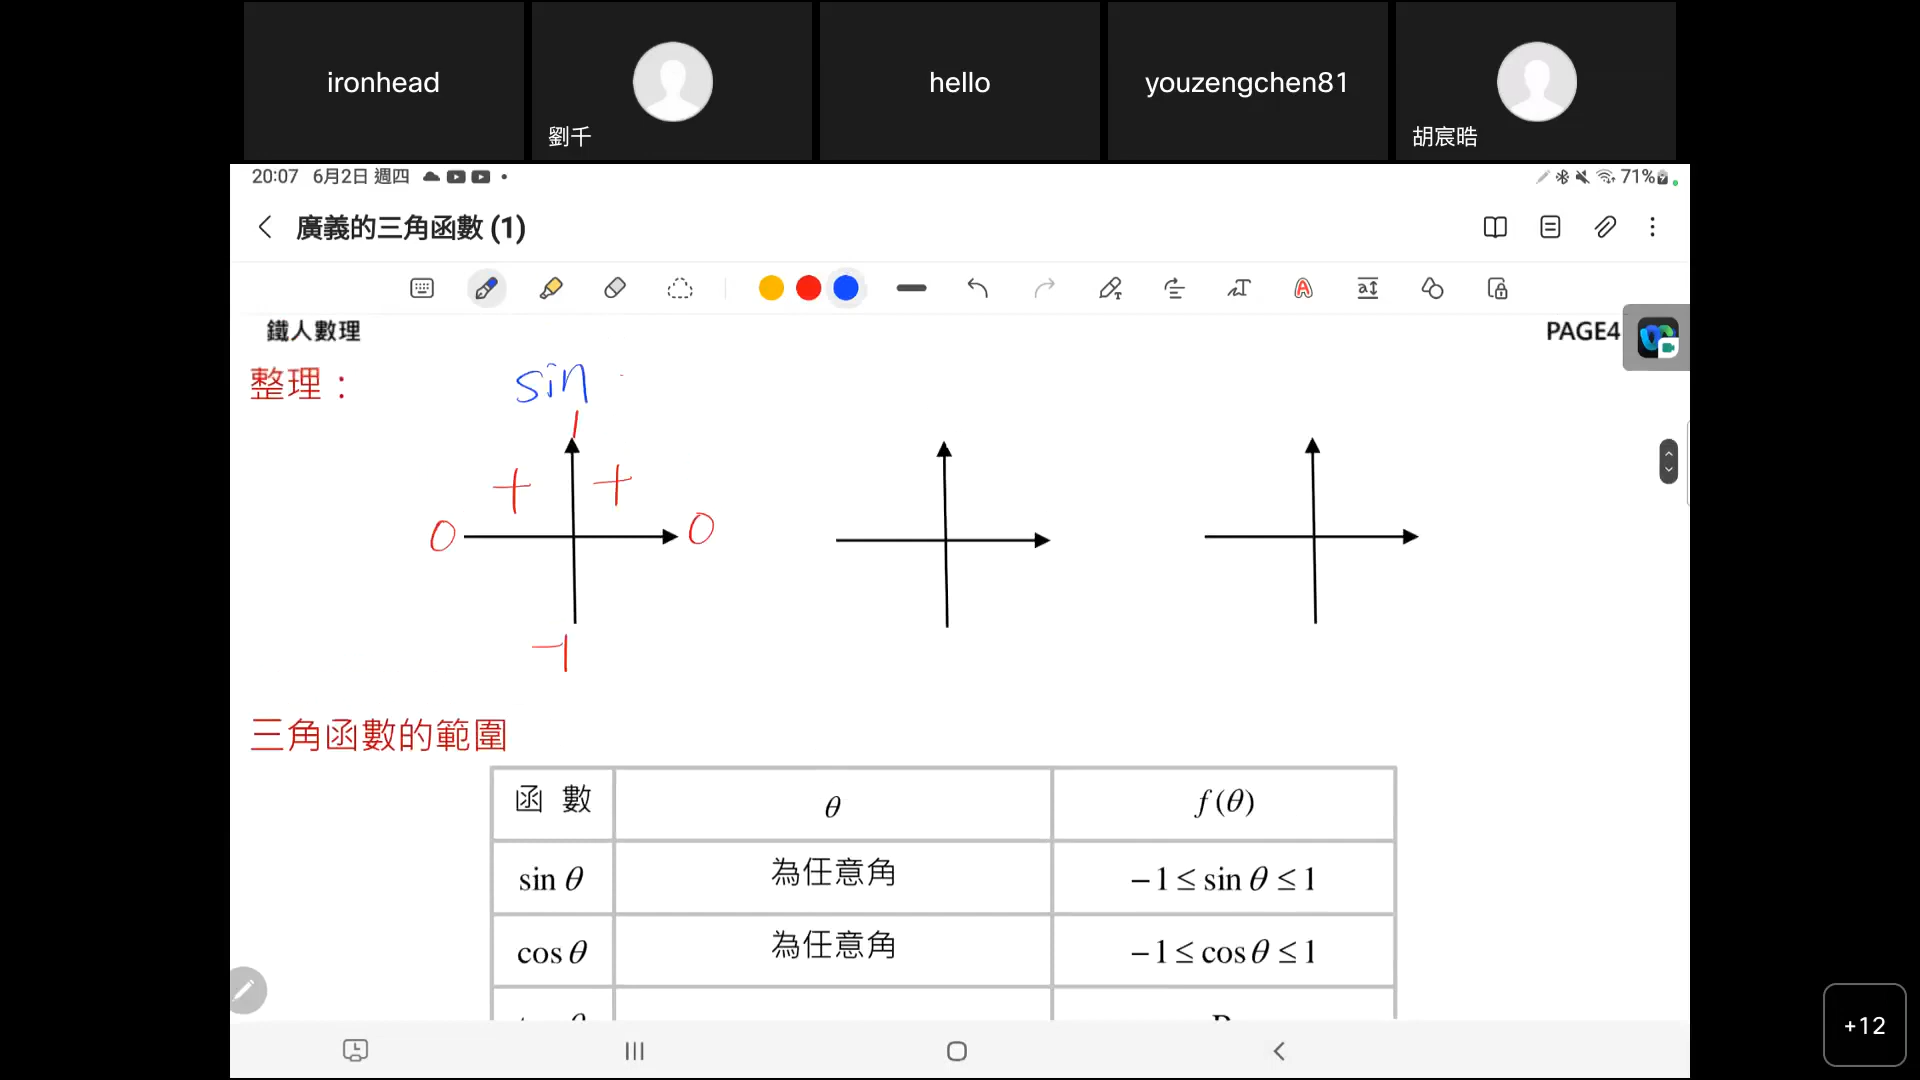 ironhead
劉千
hello
youzengchen81
胡宸晧
20:07 6月2日 週四
71%
廣義的三角函數 (1)
鐵人數理
PAGE4
整理：
sin
1
+ +
0 0
-1
三角函數的範圍
函 數 θ f(θ)
sin θ 為任意角 −1 ≤ sin θ ≤ 1
cos θ 為任意角 −1 ≤ cos θ ≤ 1
+12